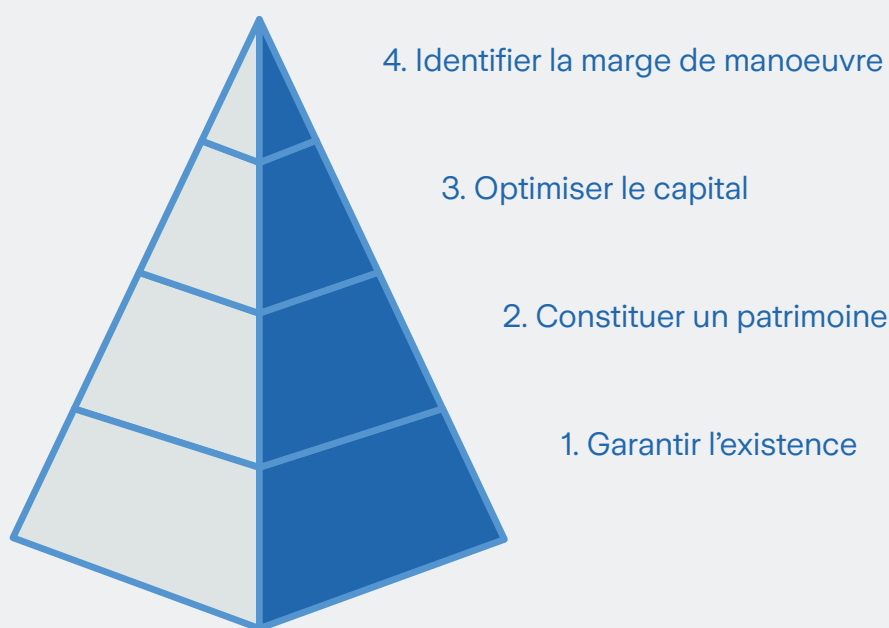 4. Identifier la marge de manoeuvre
3. Optimiser le capital
2. Constituer un patrimoine
1. Garantir l’existence